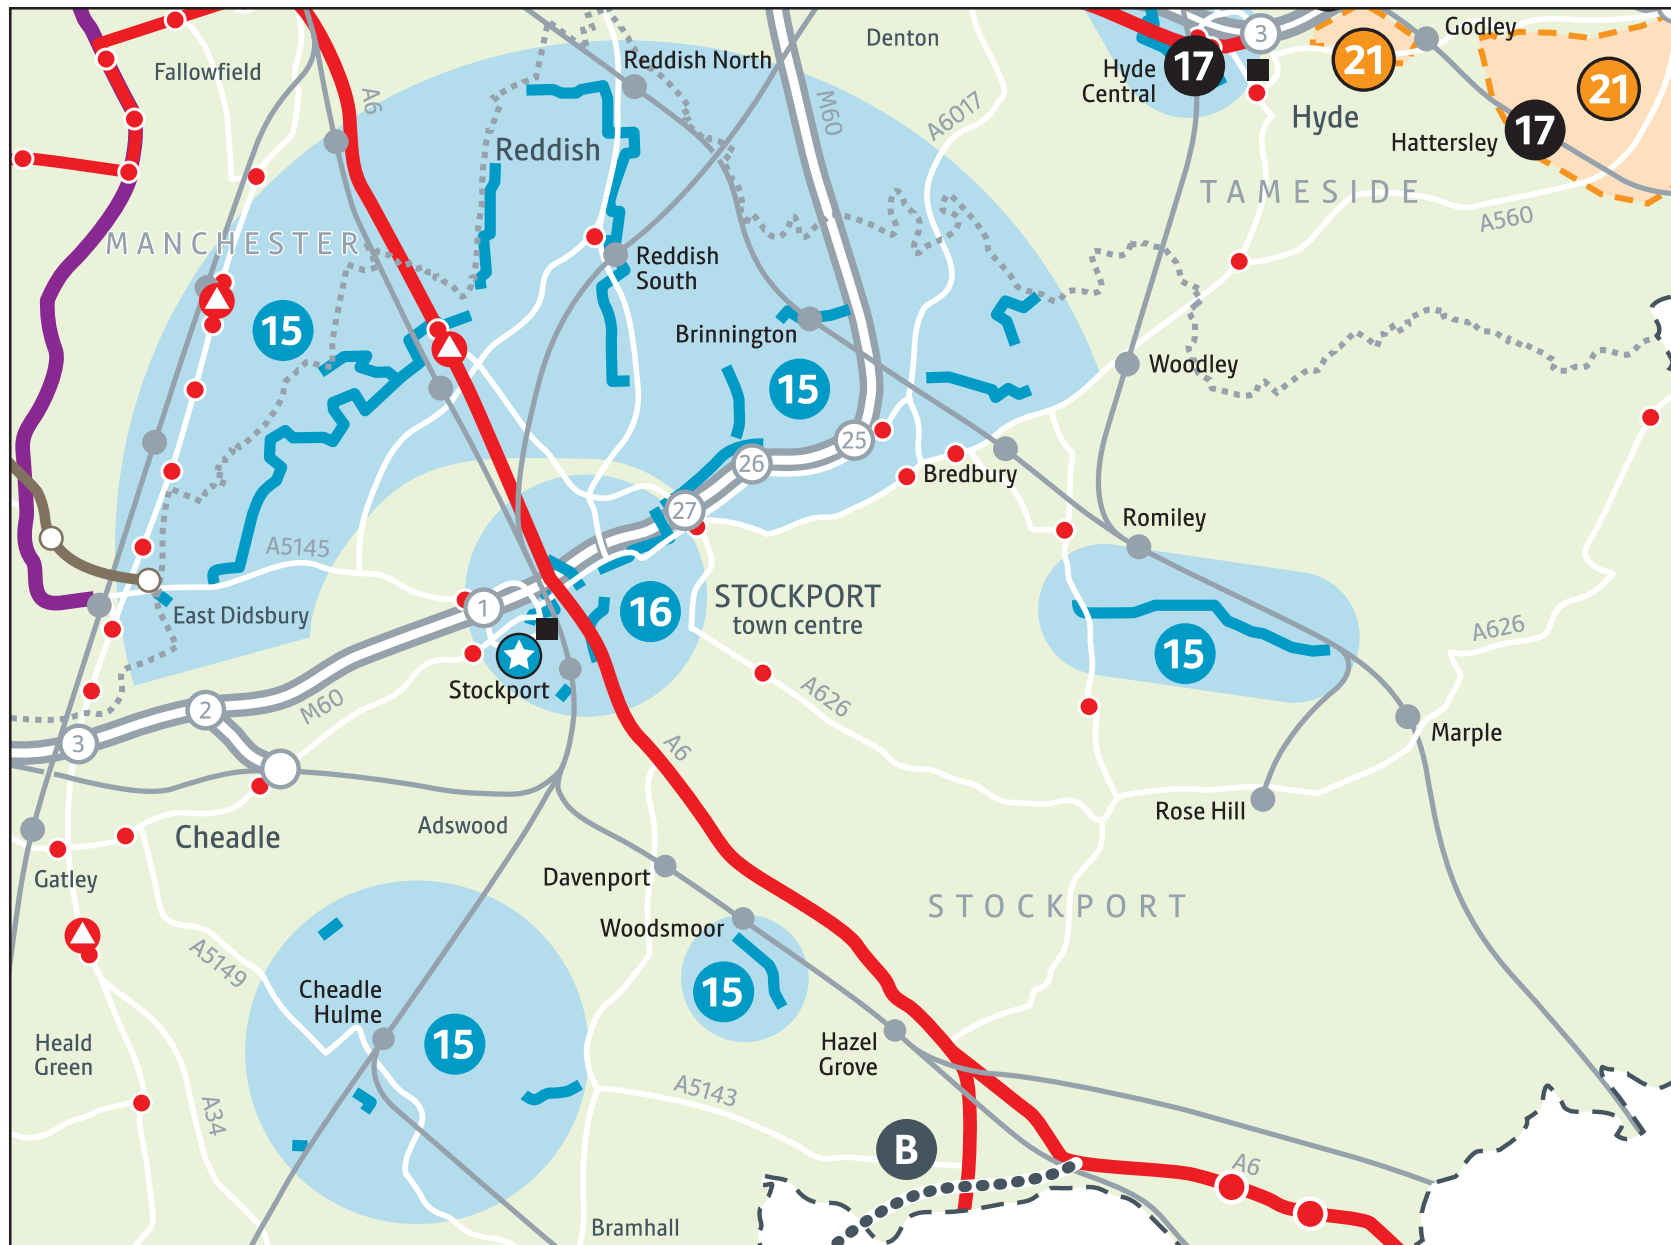 Godley
Denton
3
Reddish North
21
Fallowfield
Hyde
Central
17
21
A6
M60
A6017
Hyde
17
Hattersley
Reddish
TAMESIDE
A560
MANCHESTER
Reddish
South
15
Brinnington
Woodley
15
25
26
Bredbury
27
Romiley
A5145
STOCKPORT
town centre
East Didsbury
1
16
A626
15
Stockport
2
M60
A626
3
Marple
A6
Rose Hill
Adswood
Cheadle
Gatley
Davenport
STOCKPORT
Woodsmoor
A5149
15
Cheadle
Hulme
Hazel
Grove
15
Heald
Green
A5143
A34
B
A6
Bramhall